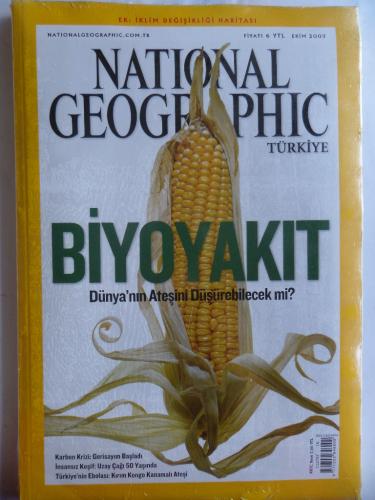 EK: İKLİM DEĞİŞİKLİĞİ HARİTASI
NATIONALGEOGRAPHIC.COM.TR
FİYATI 6 YTL EKİM 2007
NATIONAL
GEOGRAPHIC
TÜRKİYE
BİYOYAKIT
Dünya'nın Ateşini Düşürebilecek mi?
Karbon Krizi: Gerisayım Başladı
İnsansız Keşif: Uzay Çağı 50 Yaşında
Türkiye'nin Ebolası: Kırım Kongo Kanamalı Ateşi